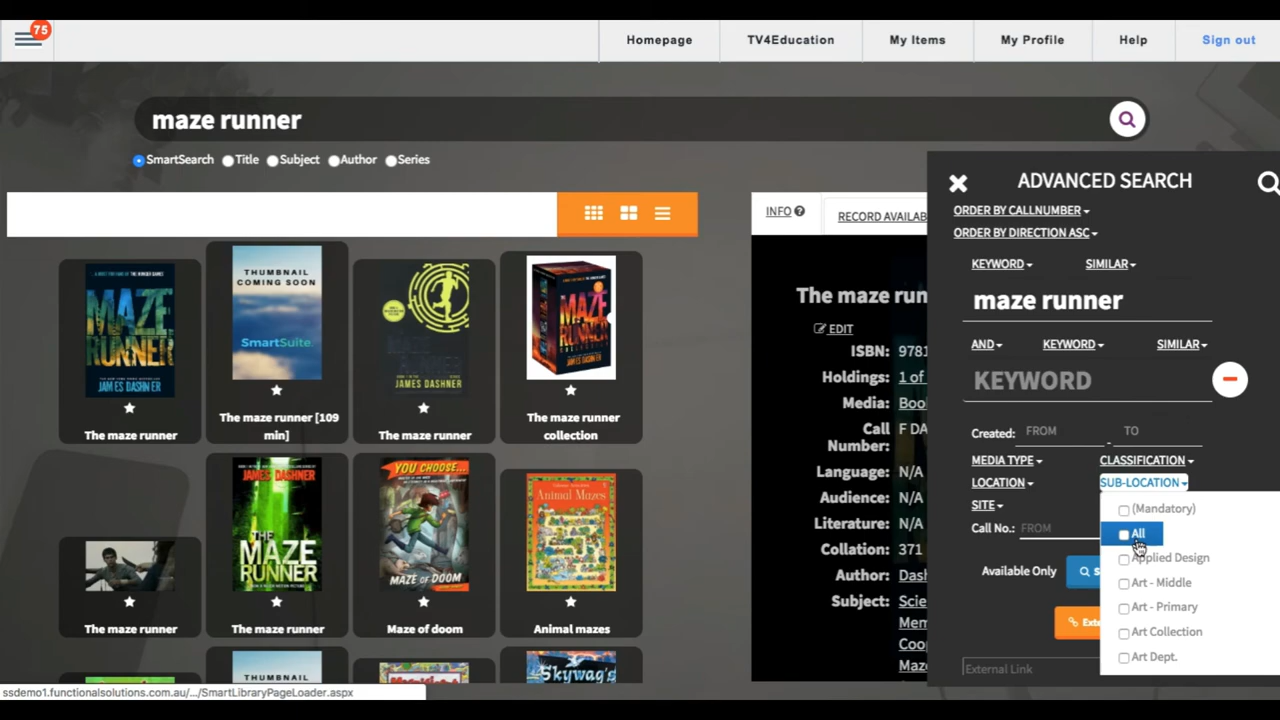 75
Homepage
TV4Education
My Items
My Profile
Help
Sign out
maze runner
SmartSearch Title Subject Author Series
INFO
RECORD AVAILAB
ADVANCED SEARCH
ORDER BY CALLNUMBER
ORDER BY DIRECTION ASC
KEYWORD SIMILAR
maze runner
AND KEYWORD SIMILAR
KEYWORD
Created: FROM - TO
MEDIA TYPE CLASSIFICATION
LOCATION SUB-LOCATION
SITE
Call No.: FROM
(Mandatory)
All
Applied Design
Art - Middle
Art - Primary
Art Collection
Art Dept.
Available Only
S
Exte
External Link
The maze run
EDIT
ISBN: 9781
Holdings: 1 of
Media: Boo
Call Number: F DA
Language: N/A
Audience: N/A
Literature: N/A
Collation: 371
Author: Dash
Subject: Scie
Mem
Coo
Maze
MAZE
RUNNER
JAMES DASHNER
The maze runner
THUMBNAIL
COMING SOON
SmartSuite
The maze runner [109
min]
JAMES DASHNER
The maze runner
MAZE
RUNNER
The maze runner
collection
The maze runner
JAMES DASHNER
THE
MAZE
RUNNER
The maze runner
YOU CHOOSE...
MAZE OF DOOM
Maze of doom
Animal Mazes
Animal mazes
THUMBNAIL
Skywag's
ssdemo1.functionalsolutions.com.au/.../SmartLibraryPageLoader.aspx